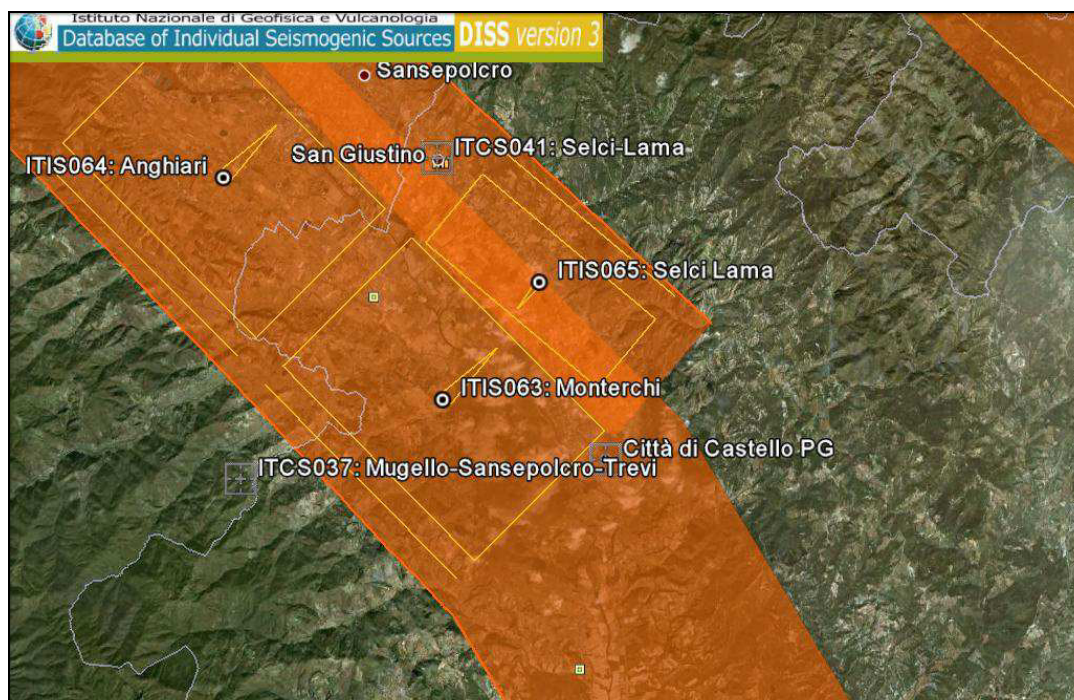 Istituto Nazionale di Geofisica e Vulcanologia
Database of Individual Seismogenic Sources DISS version 3
Sansepolcro
San Giustino
ITCS041: Selci-Lama
ITIS064: Anghiari
ITIS065: Selci Lama
ITIS063: Monterchi
Città di Castello PG
ITCS037: Mugello-Sansepolcro-Trevi